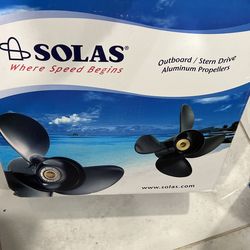 SOLAS®
Where Speed Begins
Outboard / Stern Drive
Aluminum Propellers
www.solas.com